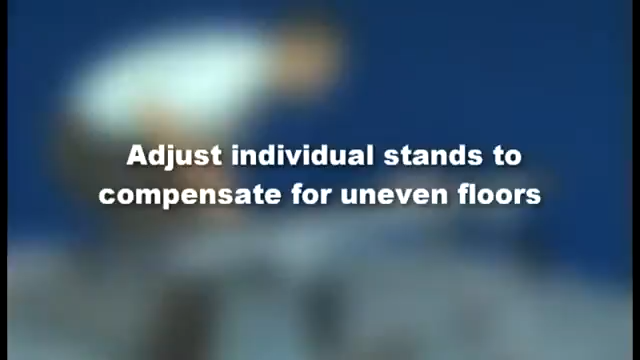 Adjust individual stands to
compensate for uneven floors